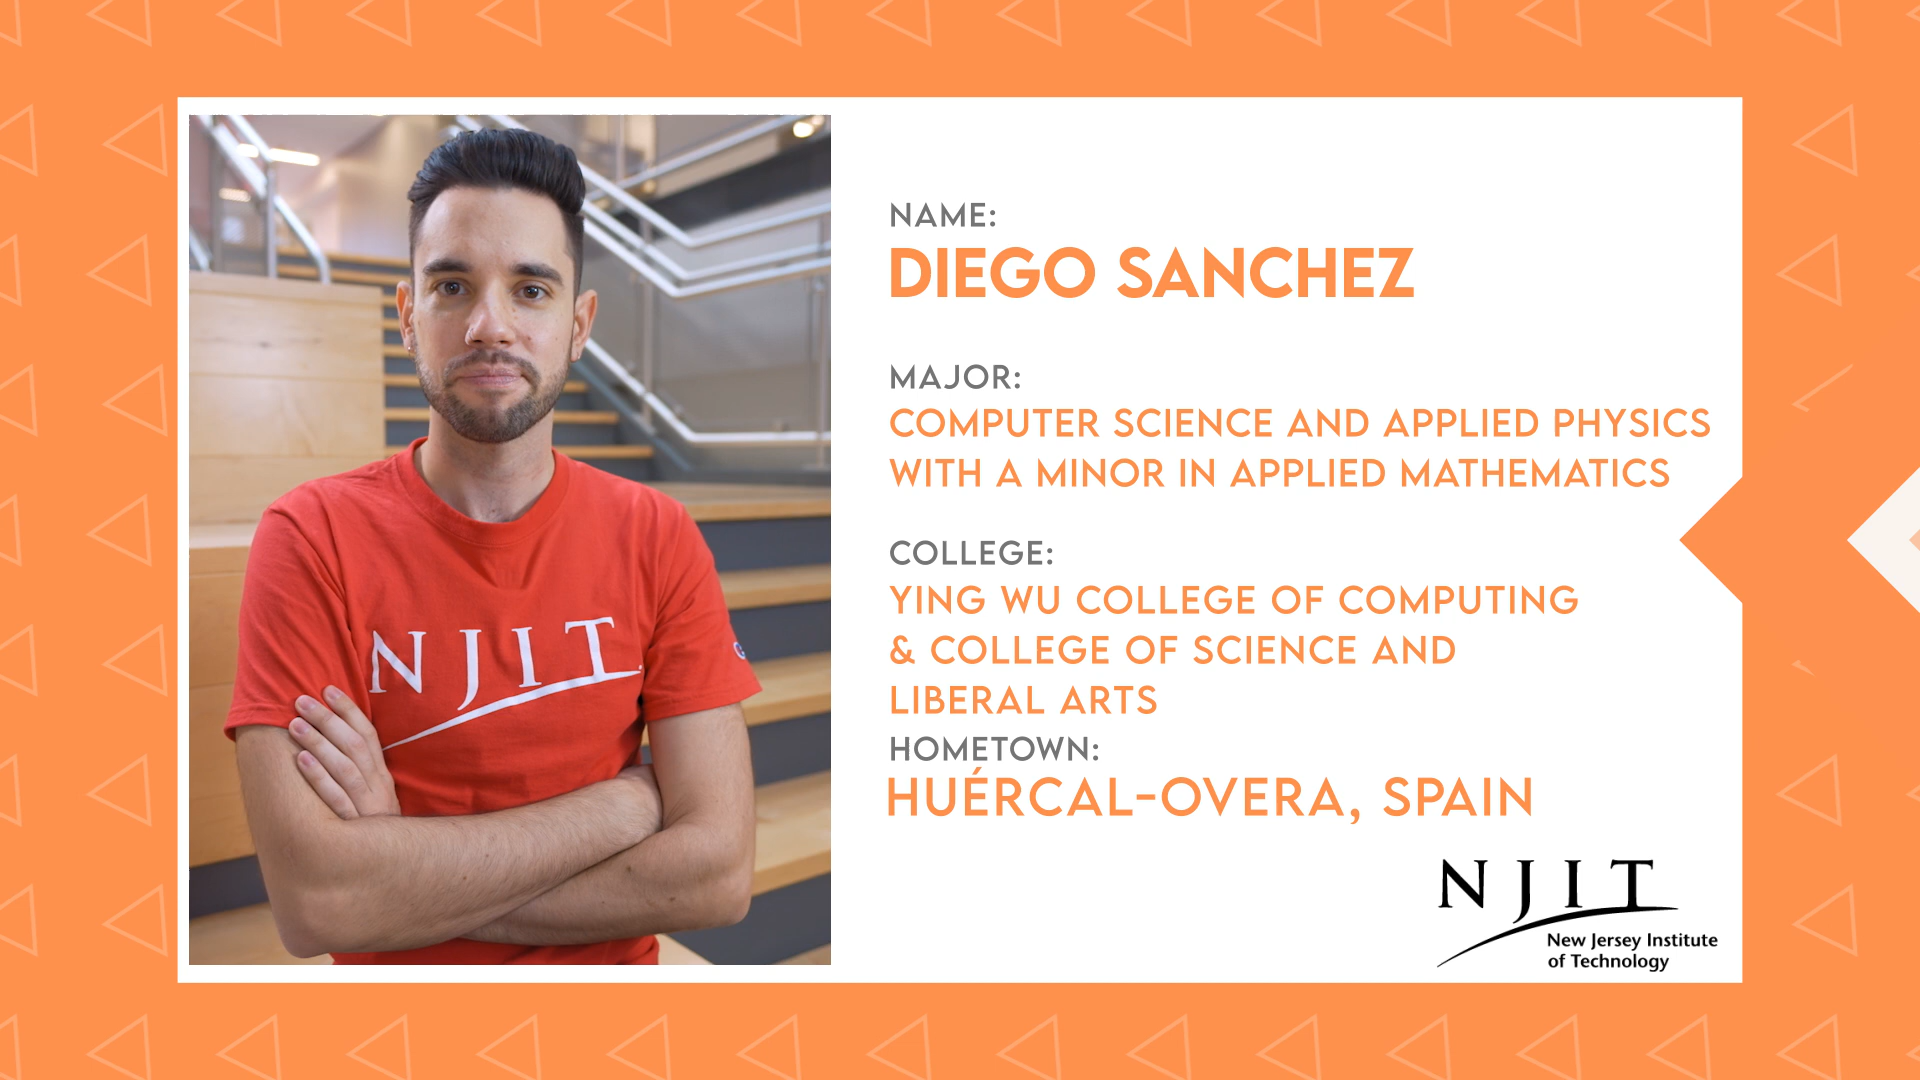 NAME:
DIEGO SANCHEZ
MAJOR:
COMPUTER SCIENCE AND APPLIED PHYSICS
WITH A MINOR IN APPLIED MATHEMATICS
COLLEGE:
YING WU COLLEGE OF COMPUTING
& COLLEGE OF SCIENCE AND
LIBERAL ARTS
HOMETOWN:
HUÉRCAL-OVERA, SPAIN
NJIT
NJIT
New Jersey Institute
of Technology